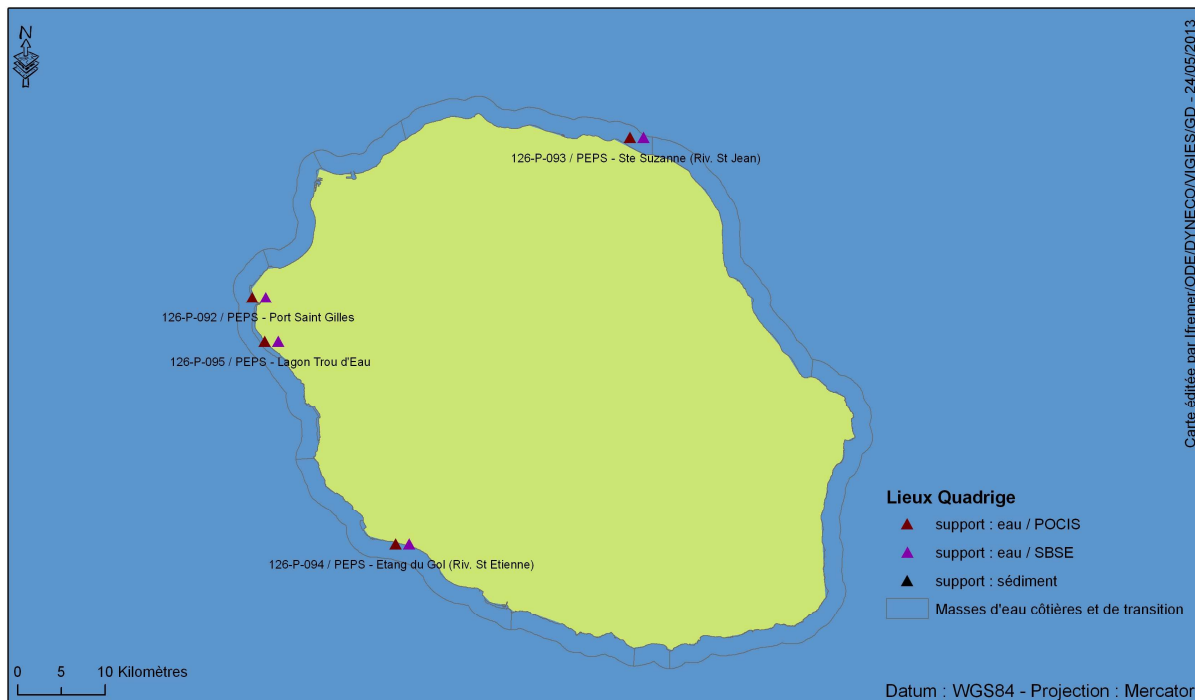 N
Carte éditée par Ifremer/ODE/DYNECO/VIGIES/GD - 24/05/2013
126-P-093 / PEPS - Ste Suzanne (Riv. St Jean)
126-P-092 / PEPS - Port Saint Gilles
126-P-095 / PEPS - Lagon Trou d'Eau
126-P-094 / PEPS - Etang du Gol (Riv. St Etienne)
Lieux Quadrige
support : eau / POCIS
support : eau / SBSE
support : sédiment
Masses d'eau côtières et de transition
0 5 10 Kilomètres
Datum : WGS84 - Projection : Mercator